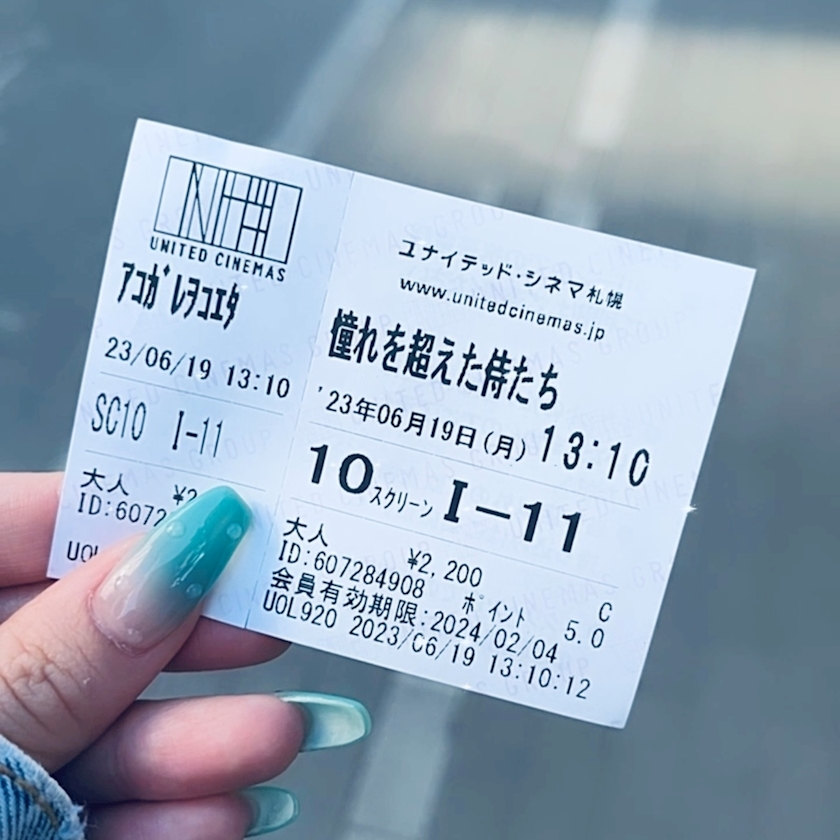 UNITED CINEMAS
アコガレヲコエタ
23/06/19 13:10
SC10 I-11
大人 ¥2
ID:6072
UOL
ユナイテッド・シネマ札幌
www.unitedcinemas.jp
憧れを超えた侍たち
'23年06月19日(月) 13:10
10スクリーン I-11
大人 ¥2,200 C
ID:607284908 ポイント 5.0
会員有効期限:2024/02/04
UOL920 2023/06/19 13:10:12